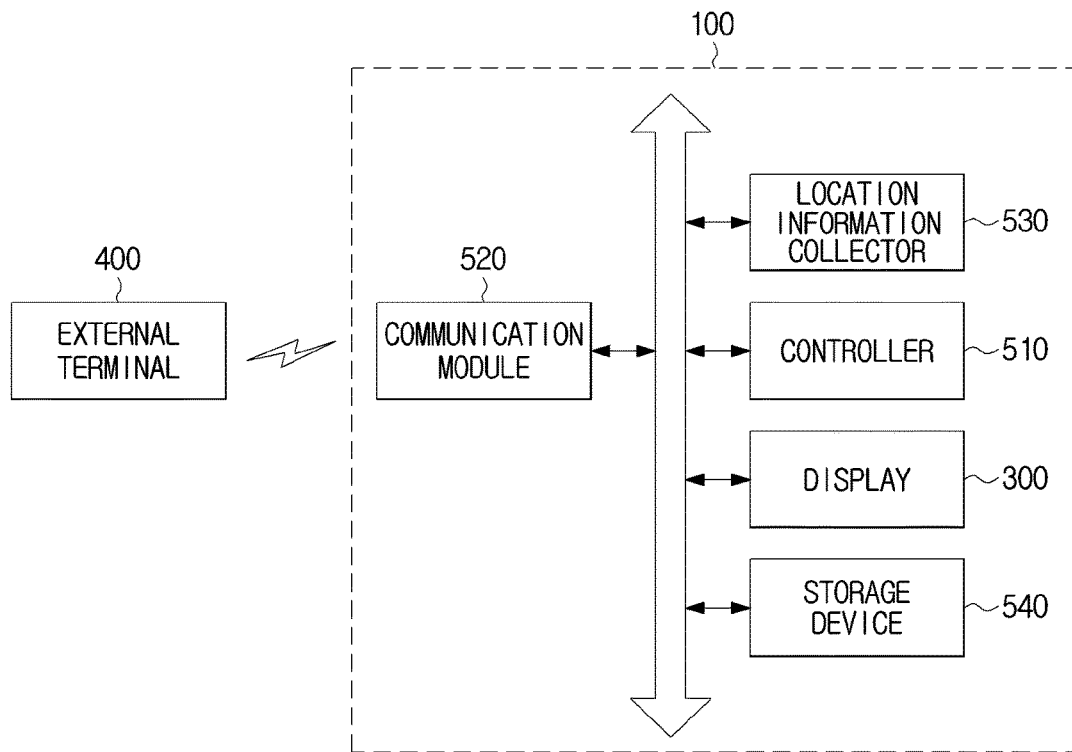 100
LOCATION
INFORMATION
COLLECTOR
530
400
520
EXTERNAL
TERMINAL
COMMUNICATION
MODULE
CONTROLLER
510
DISPLAY
300
STORAGE
DEVICE
540